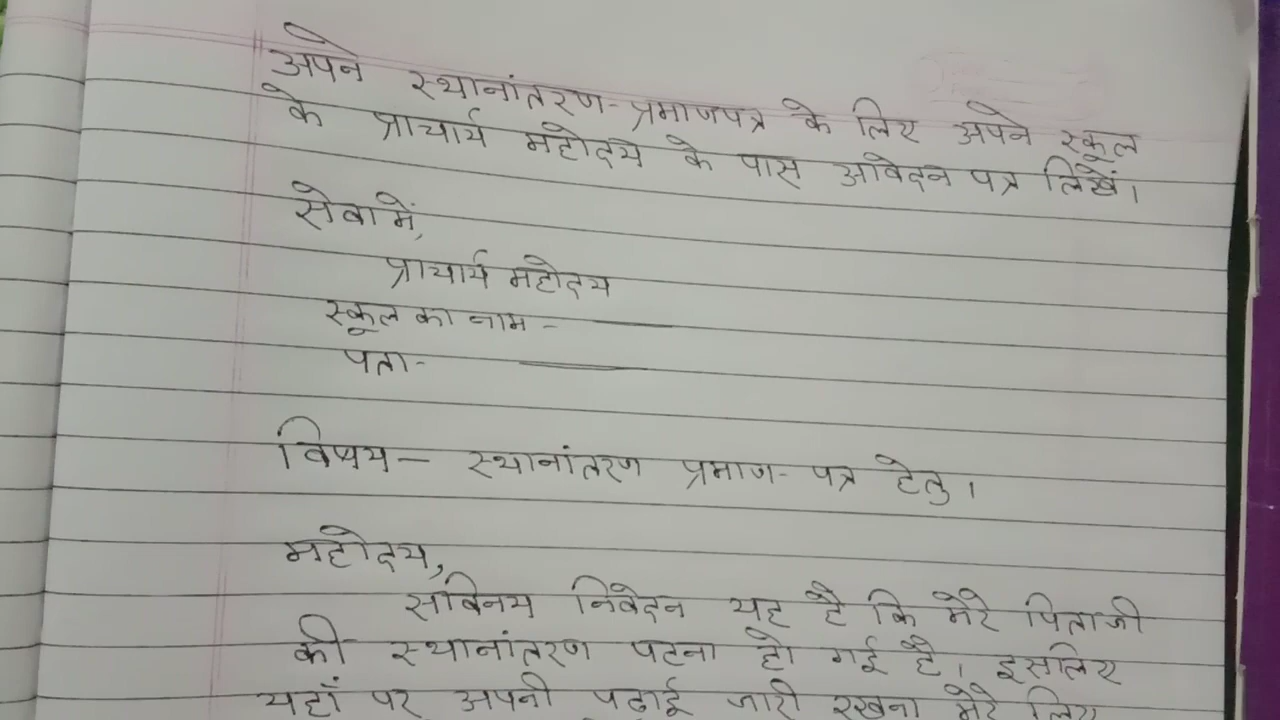 अपने स्थानांतरण-प्रमाणपत्र के लिए अपने स्कूल
के प्राचार्य महोदय के पास आवेदन पत्र लिखें।
सेवा में,
प्राचार्य महोदय
स्कूल का नाम -
पता-
विषय – स्थानांतरण प्रमाण-पत्र हेतु।
महोदय,
सविनय निवेदन यह है कि मेरे पिताजी
की स्थानांतरण पटना हो गई है। इसलिए
यहाँ पर अपनी पढ़ाई जारी रखना मेरे लिए